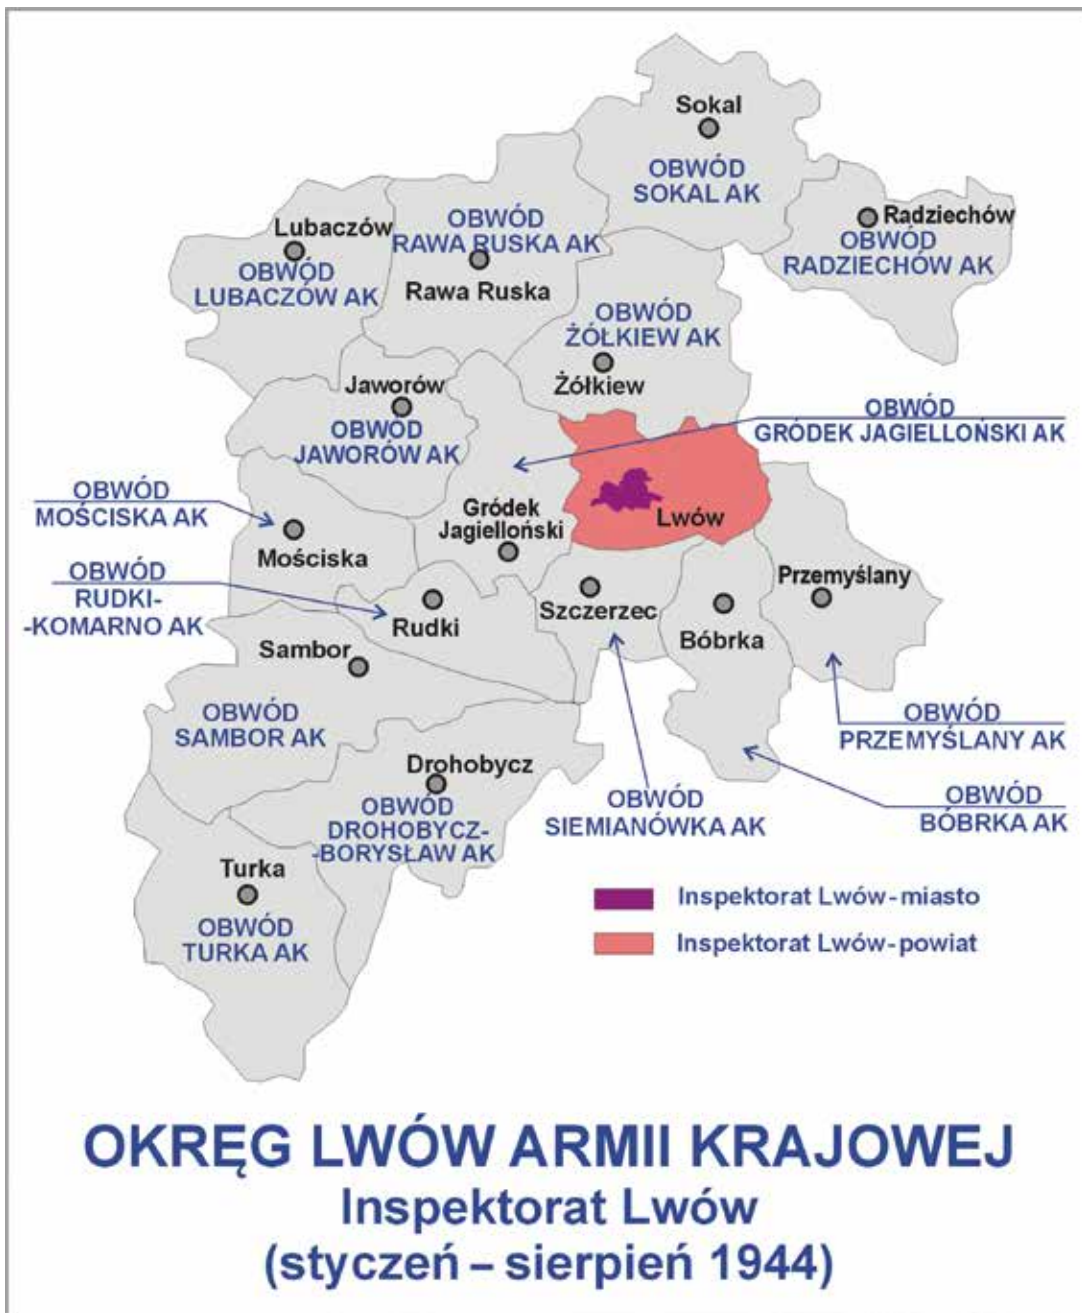 Sokal
OBWÓD
SOKAL AK
Radziechów
OBWÓD
RADZIECHÓW AK
Lubaczów
OBWÓD
LUBACZÓW AK
OBWÓD
RAWA RUSKA AK
Rawa Ruska
OBWÓD
ŻÓŁKIEW AK
Żółkiew
Jaworów
OBWÓD
JAWORÓW AK
OBWÓD
GRÓDEK JAGIELLOŃSKI AK
OBWÓD
MOŚCISKA AK
Mościska
Gródek
Jagielloński
Lwów
OBWÓD
RUDKI-
-KOMARNO AK
Rudki
Szczerzec
Bóbrka
Przemyślany
Sambor
OBWÓD
SAMBOR AK
OBWÓD
PRZEMYŚLANY AK
Drohobycz
OBWÓD
DROHOBYCZ-
-BORYSŁAW AK
OBWÓD
SIEMIANÓWKA AK
OBWÓD
BÓBRKA AK
Turka
OBWÓD
TURKA AK
Inspektorat Lwów-miasto
Inspektorat Lwów-powiat
OKRĘG LWÓW ARMII KRAJOWEJ
Inspektorat Lwów
(styczeń – sierpień 1944)